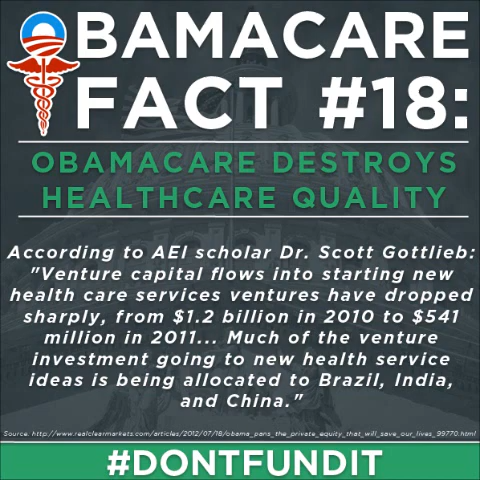 OBAMACARE
FACT #18:
OBAMACARE DESTROYS
HEALTHCARE QUALITY
According to AEI scholar Dr. Scott Gottlieb:
"Venture capital flows into starting new
health care services ventures have dropped
sharply, from $1.2 billion in 2010 to $541
million in 2011... Much of the venture
investment going to new health service
ideas is being allocated to Brazil, India,
and China."
Source: http://www.realclearmarkets.com/articles/2012/07/18/obama_pans_the_private_equity_that_will_save_our_lives_99770.html
#DONTFUNDIT